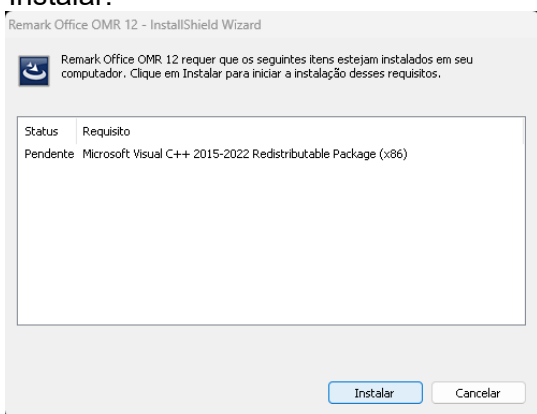 Instalar.
Remark Office OMR 12 - InstallShield Wizard
Remark Office OMR 12 requer que os seguintes itens estejam instalados em seu
computador. Clique em Instalar para iniciar a instalação desses requisitos.
Status Requisito
Pendente Microsoft Visual C++ 2015-2022 Redistributable Package (x86)
Instalar Cancelar